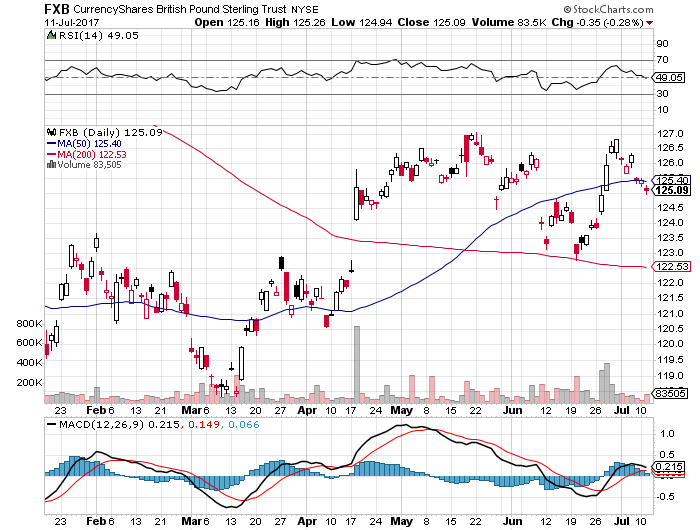 FXB CurrencyShares British Pound Sterling Trust NYSE © StockCharts.com
11-Jul-2017 Open 125.16 High 125.26 Low 124.94 Close 125.09 Volume 83.5K Chg -0.35 (-0.28%)
RSI(14) 49.05
90
70
49.05
30
10
FXB (Daily) 125.09
MA(50) 125.40
MA(200) 122.53
Volume 83,505
127.0
126.5
126.0
125.40
125.09
124.5
124.0
123.5
123.0
122.53
122.0
121.5
121.0
120.5
120.0
119.5
119.0
800K
600K
400K
200K
83505
23 Feb 6 13 21 Mar 6 13 20 27 Apr 10 17 24 May 8 15 22 Jun 12 19 26 Jul 10
MACD(12,26,9) 0.215, 0.149, 0.066
1.0
0.5
0.215
-0.5
23 Feb 6 13 21 Mar 6 13 20 27 Apr 10 17 24 May 8 15 22 Jun 12 19 26 Jul 10